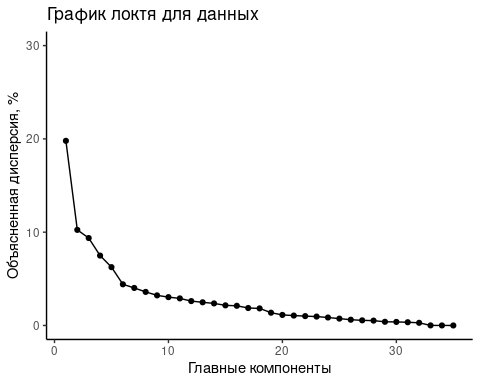 График локтя для данных
Объясненная дисперсия, %
30
20
10
0
0 10 20 30
Главные компоненты